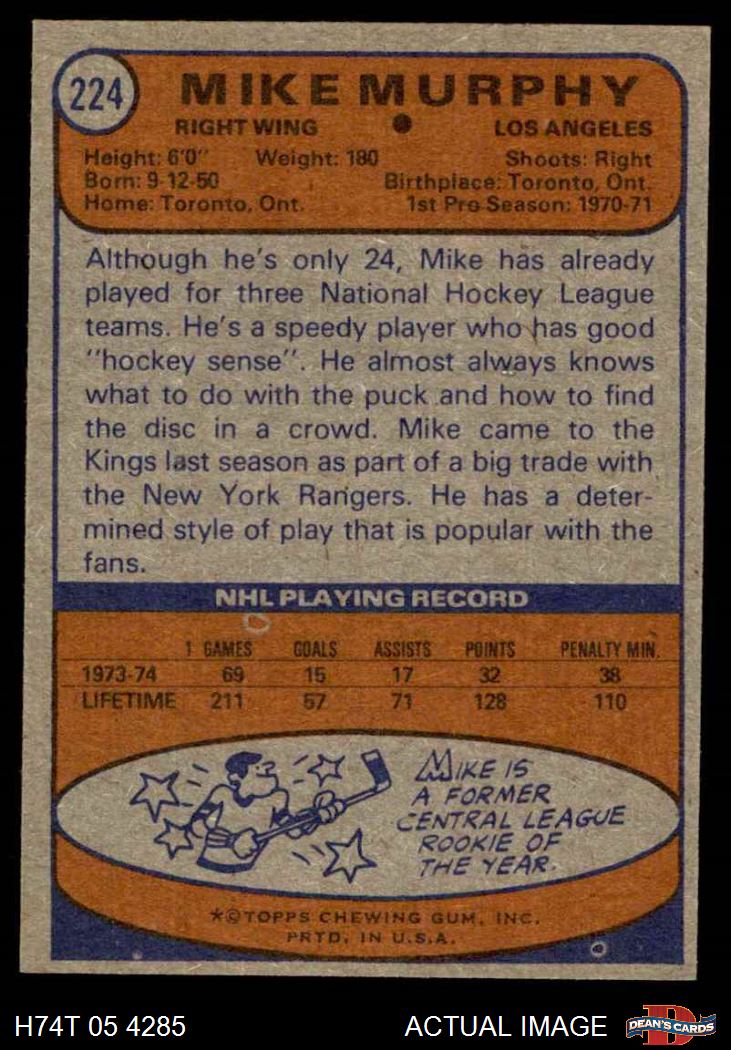 224
MIKE MURPHY
RIGHT WING LOS ANGELES
Height: 6'0" Weight: 180 Shoots: Right
Born: 9-12-50 Birthplace: Toronto, Ont.
Home: Toronto, Ont. 1st Pro Season: 1970-71
Although he's only 24, Mike has already
played for three National Hockey League
teams. He's a speedy player who has good
"hockey sense". He almost always knows
what to do with the puck and how to find
the disc in a crowd. Mike came to the
Kings last season as part of a big trade with
the New York Rangers. He has a deter-
mined style of play that is popular with the
fans.
NHL PLAYING RECORD
GAMES GOALS ASSISTS POINTS PENALTY MIN.
1973-74 69 15 17 32 38
LIFETIME 211 57 71 128 110
MIKE IS
A FORMER
CENTRAL LEAGUE
ROOKIE OF
THE YEAR.
*©TOPPS CHEWING GUM, INC.
PRTD. IN U.S.A.
H74T 05 4285 ACTUAL IMAGE DEAN'S CARDS